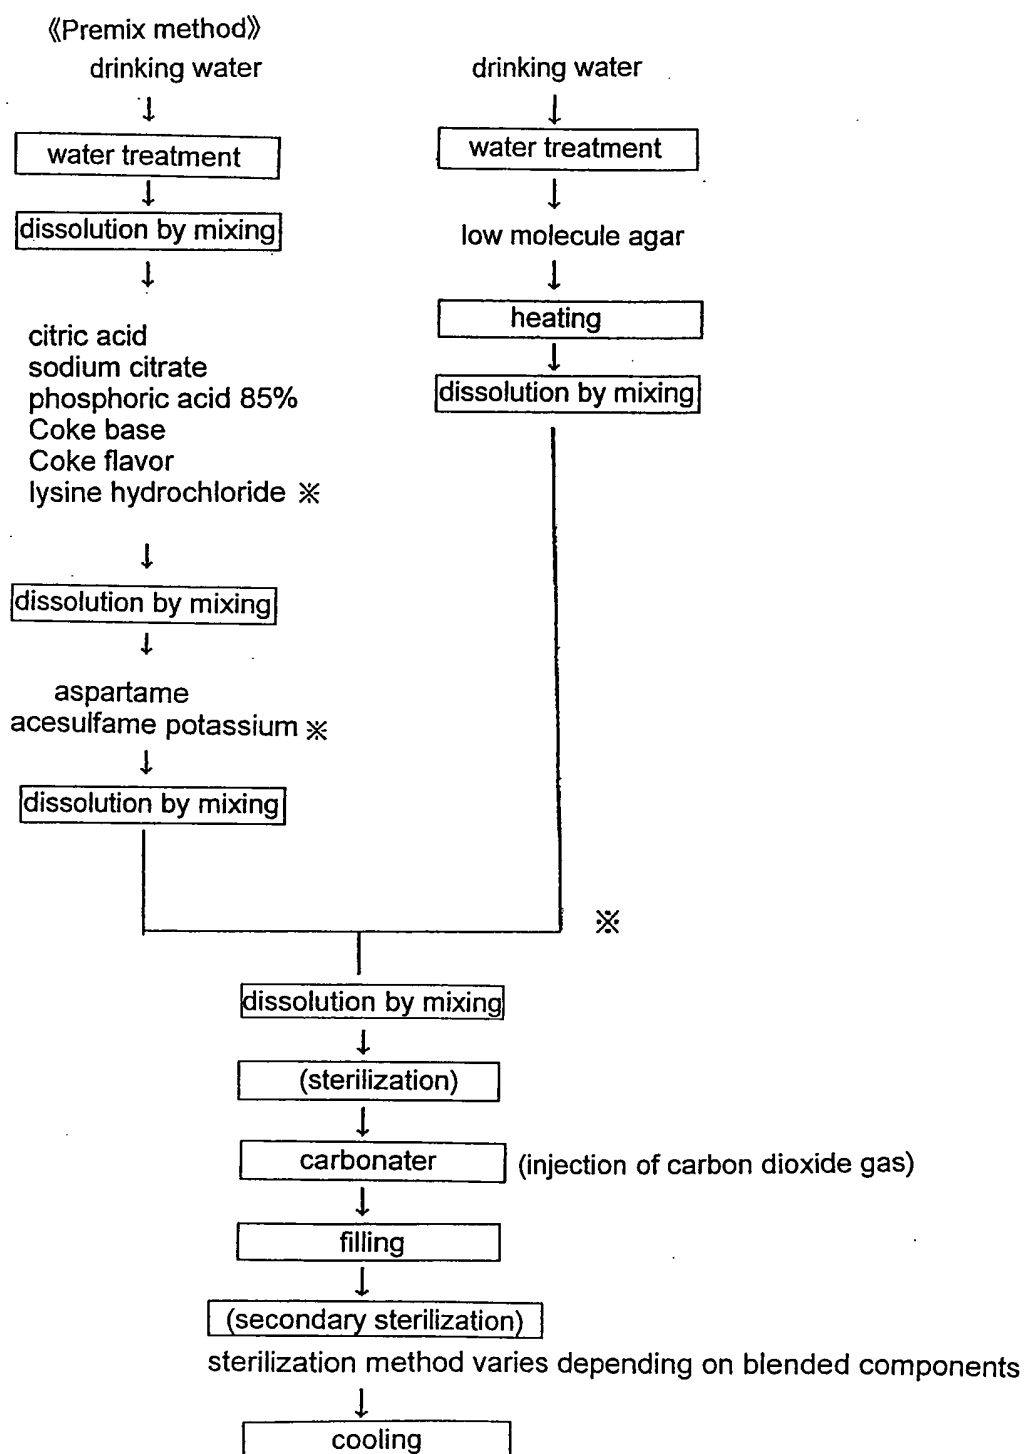 《Premix method》
drinking water
water treatment
dissolution by mixing
citric acid
sodium citrate
phosphoric acid 85%
Coke base
Coke flavor
lysine hydrochloride ※
dissolution by mixing
aspartame
acesulfame potassium ※
dissolution by mixing
drinking water
water treatment
low molecule agar
heating
dissolution by mixing
※
dissolution by mixing
(sterilization)
carbonater (injection of carbon dioxide gas)
filling
(secondary sterilization)
sterilization method varies depending on blended components
cooling